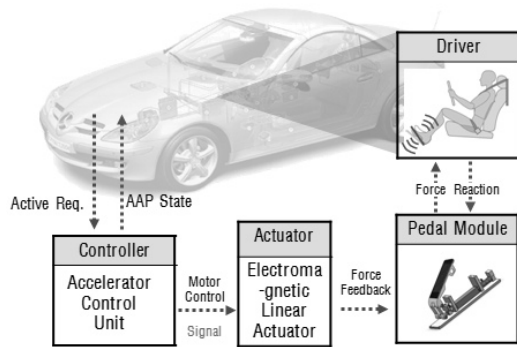 Driver
Active Req.
AAP State
Force Reaction
Controller
Accelerator
Control
Unit
Motor
Control
Signal
Actuator
Electroma
-gnetic
Linear
Actuator
Force
Feedback
Pedal Module